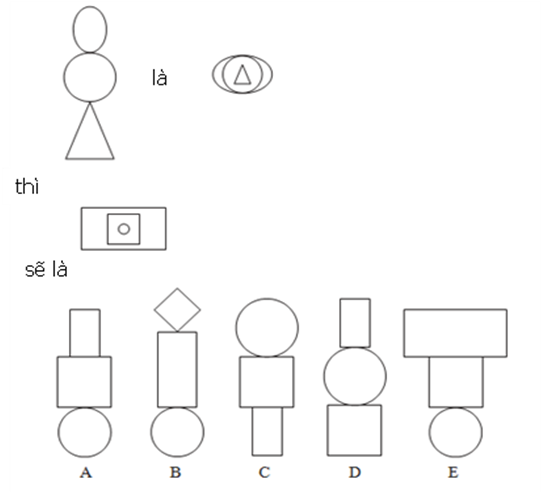 là
thì
sẽ là
A B C D E